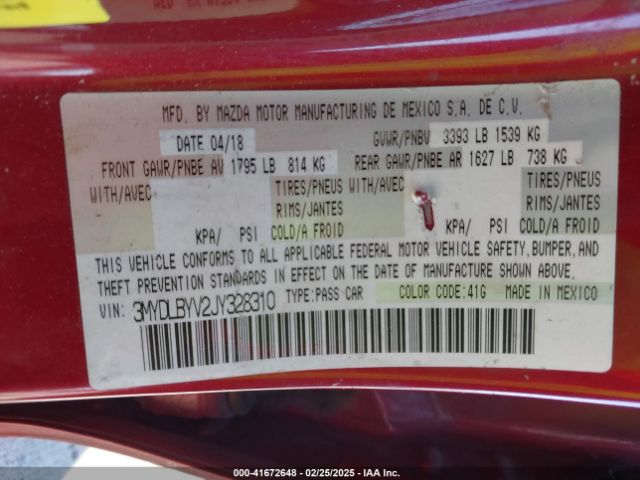 MFD. BY MAZDA MOTOR MANUFACTURING DE MEXICO S.A. DE C.V.
DATE 04/18 GVWR/PNBV 3393 LB 1539 KG
FRONT GAWR/PNBE AV 1795 LB 814 KG REAR GAWR/PNBE AR 1627 LB 738 KG
WITH/AVEC TIRES/PNEUS WITH/AVEC TIRES/PNEUS
RIMS/JANTES RIMS/JANTES
KPA/ PSI COLD/A FROID KPA/ PSI COLD/A FROID
THIS VEHICLE CONFORMS TO ALL APPLICABLE FEDERAL MOTOR VEHICLE SAFETY, BUMPER, AND
THEFT PREVENTION STANDARDS IN EFFECT ON THE DATE OF MANUFACTURE SHOWN ABOVE.
VIN: 3MYDLBYV2JY328310 TYPE:PASS CAR COLOR CODE:41G MADE IN MEXICO
000-41672648 - 02/25/2025 - IAA Inc.